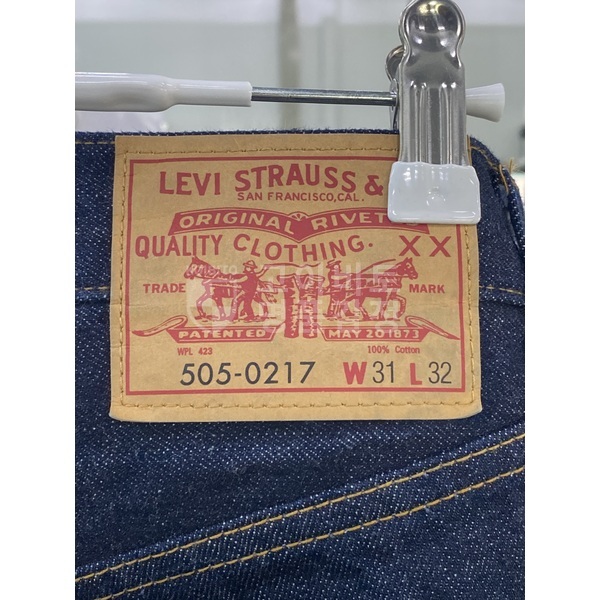 LEVI STRAUSS &
SAN FRANCISCO, CAL.
ORIGINAL RIVET
QUALITY CLOTHING. XX
TRADE MARK
PATENTED MAY 20 1873
WPL 423 100% Cotton
505-0217 W 31 L 32